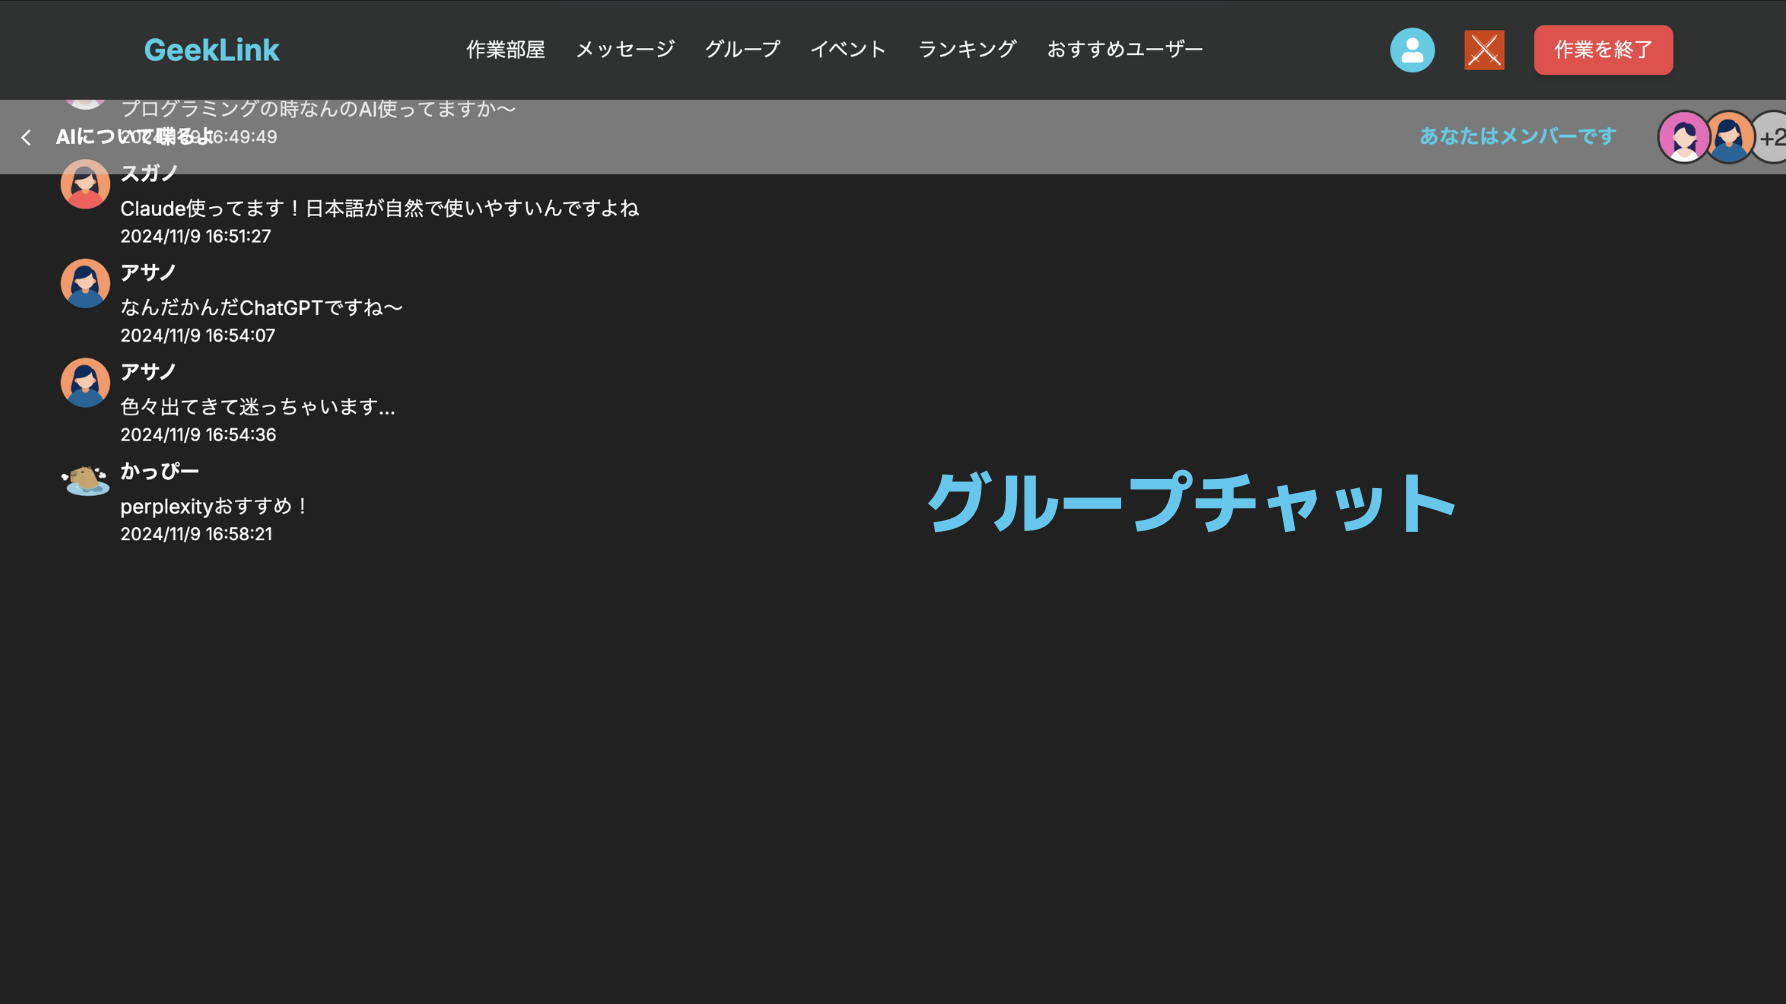 GeekLink
作業部屋 メッセージ グループ イベント ランキング おすすめユーザー
作業を終了
プログラミングの時なんのAI使ってますか〜
AIについて喋るよ
16:49:49
あなたはメンバーです
+2
スガノ
Claude使ってます！日本語が自然で使いやすいんですよね
2024/11/9 16:51:27
アサノ
なんだかんだChatGPTですね〜
2024/11/9 16:54:07
アサノ
色々出てきて迷っちゃいます...
2024/11/9 16:54:36
かっぴー
perplexityおすすめ！
2024/11/9 16:58:21
グループチャット